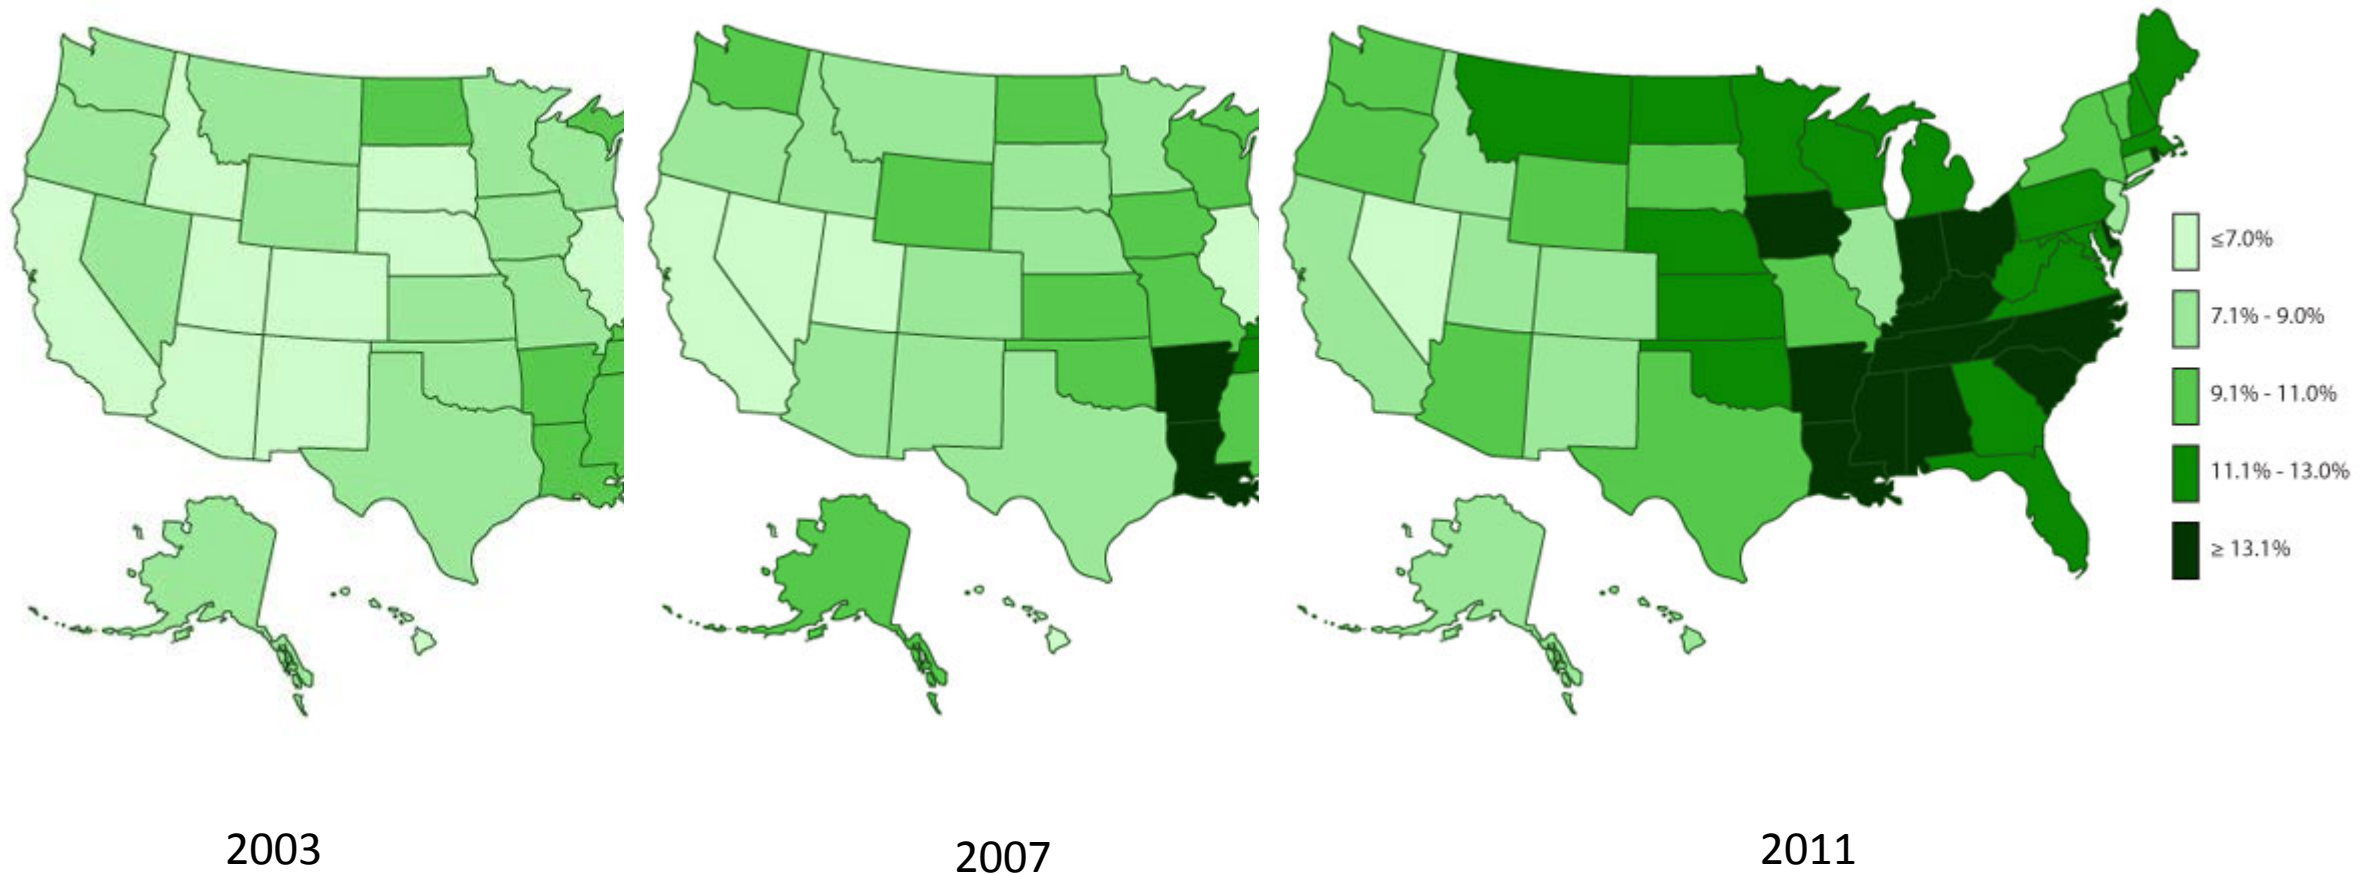 ≤7.0%
7.1% - 9.0%
9.1% - 11.0%
11.1% - 13.0%
≥ 13.1%
2003
2007
2011